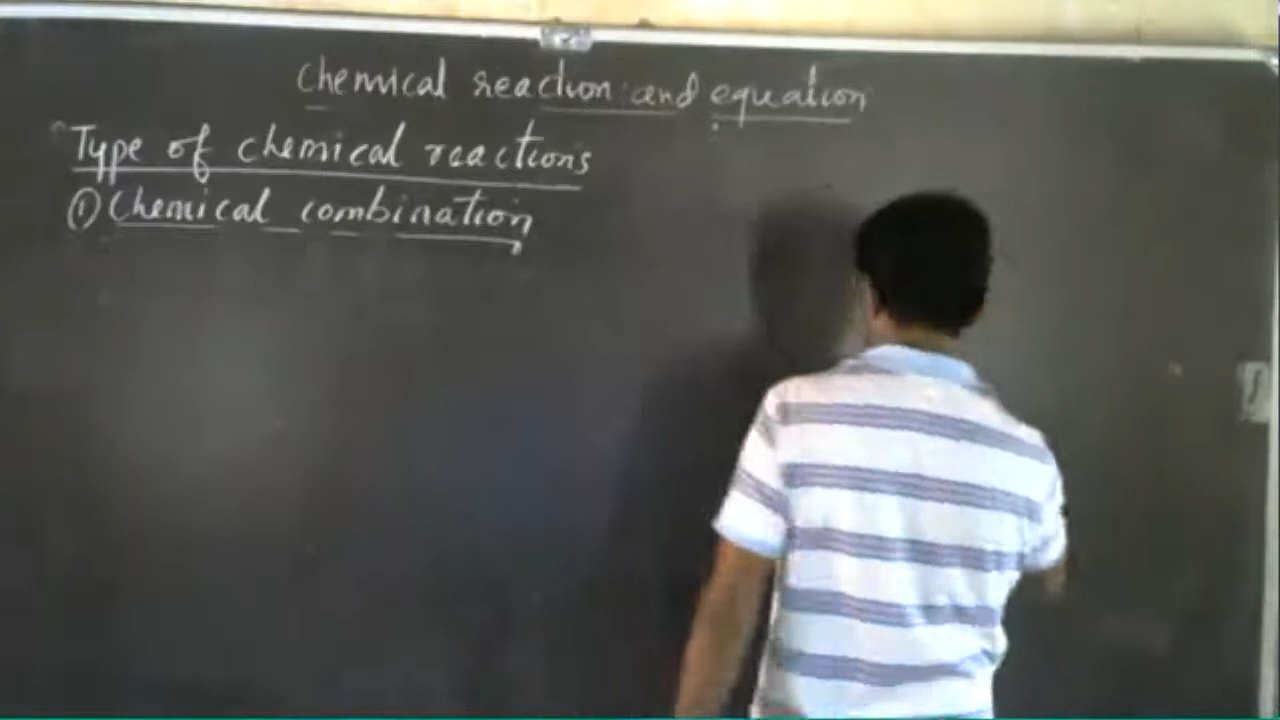 Chemical reaction and equation
Type of chemical reactions
① Chemical combination